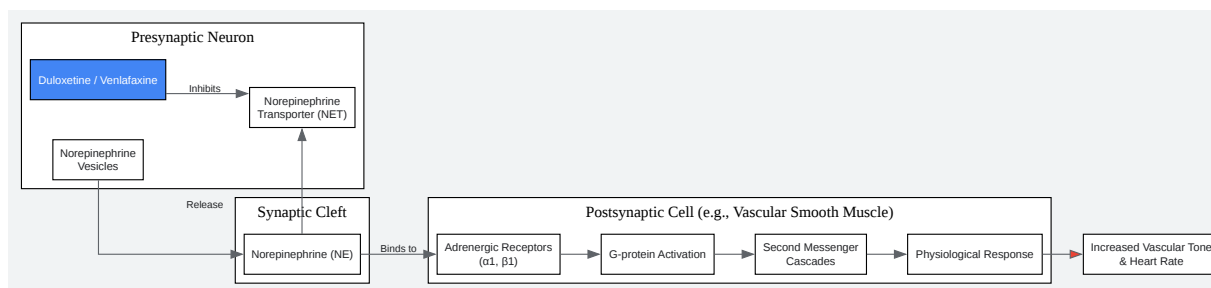 Presynaptic Neuron
Duloxetine / Venlafaxine
Inhibits
Norepinephrine
Transporter (NET)
Norepinephrine
Vesicles
Release
Synaptic Cleft
Norepinephrine (NE)
Binds to
Postsynaptic Cell (e.g., Vascular Smooth Muscle)
Adrenergic Receptors
(α1, β1)
G-protein Activation
Second Messenger
Cascades
Physiological Response
Increased Vascular Tone
& Heart Rate